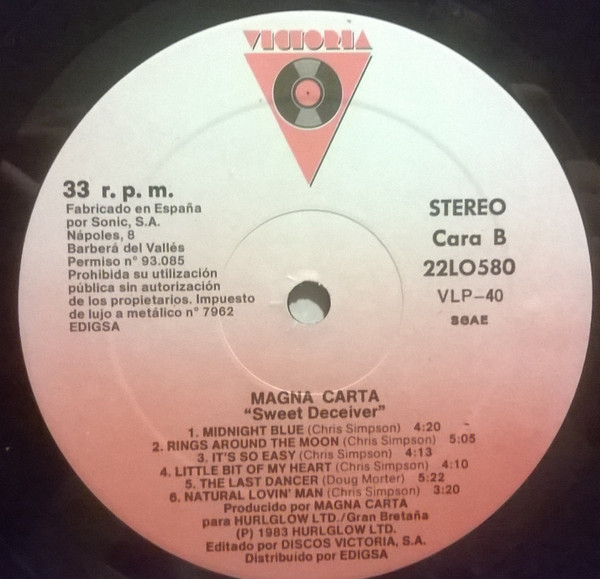 VICTORIA
33 r. p. m.
Fabricado en España
por Sonic, S.A.
Nápoles, 8
Barberá del Vallés
Permiso n° 93.085
Prohibida su utilización
pública sin autorización
de los propietarios. Impuesto
de lujo a metálico n° 7962
EDIGSA
STEREO
Cara B
22LO580
VLP-40
SGAE
MAGNA CARTA
"Sweet Deceiver"
1. MIDNIGHT BLUE (Chris Simpson) 4:20
2. RINGS AROUND THE MOON (Chris Simpson) 5:05
3. IT'S SO EASY (Chris Simpson) 4:13
4. LITTLE BIT OF MY HEART (Chris Simpson) 4:10
5. THE LAST DANCER (Doug Morter) 5:22
6. NATURAL LOVIN' MAN (Chris Simpson) 3:20
Producido por MAGNA CARTA
para HURLGLOW LTD./Gran Bretaña
(P) 1983 HURLGLOW LTD.
Editado por DISCOS VICTORIA, S.A.
Distribuido por EDIGSA